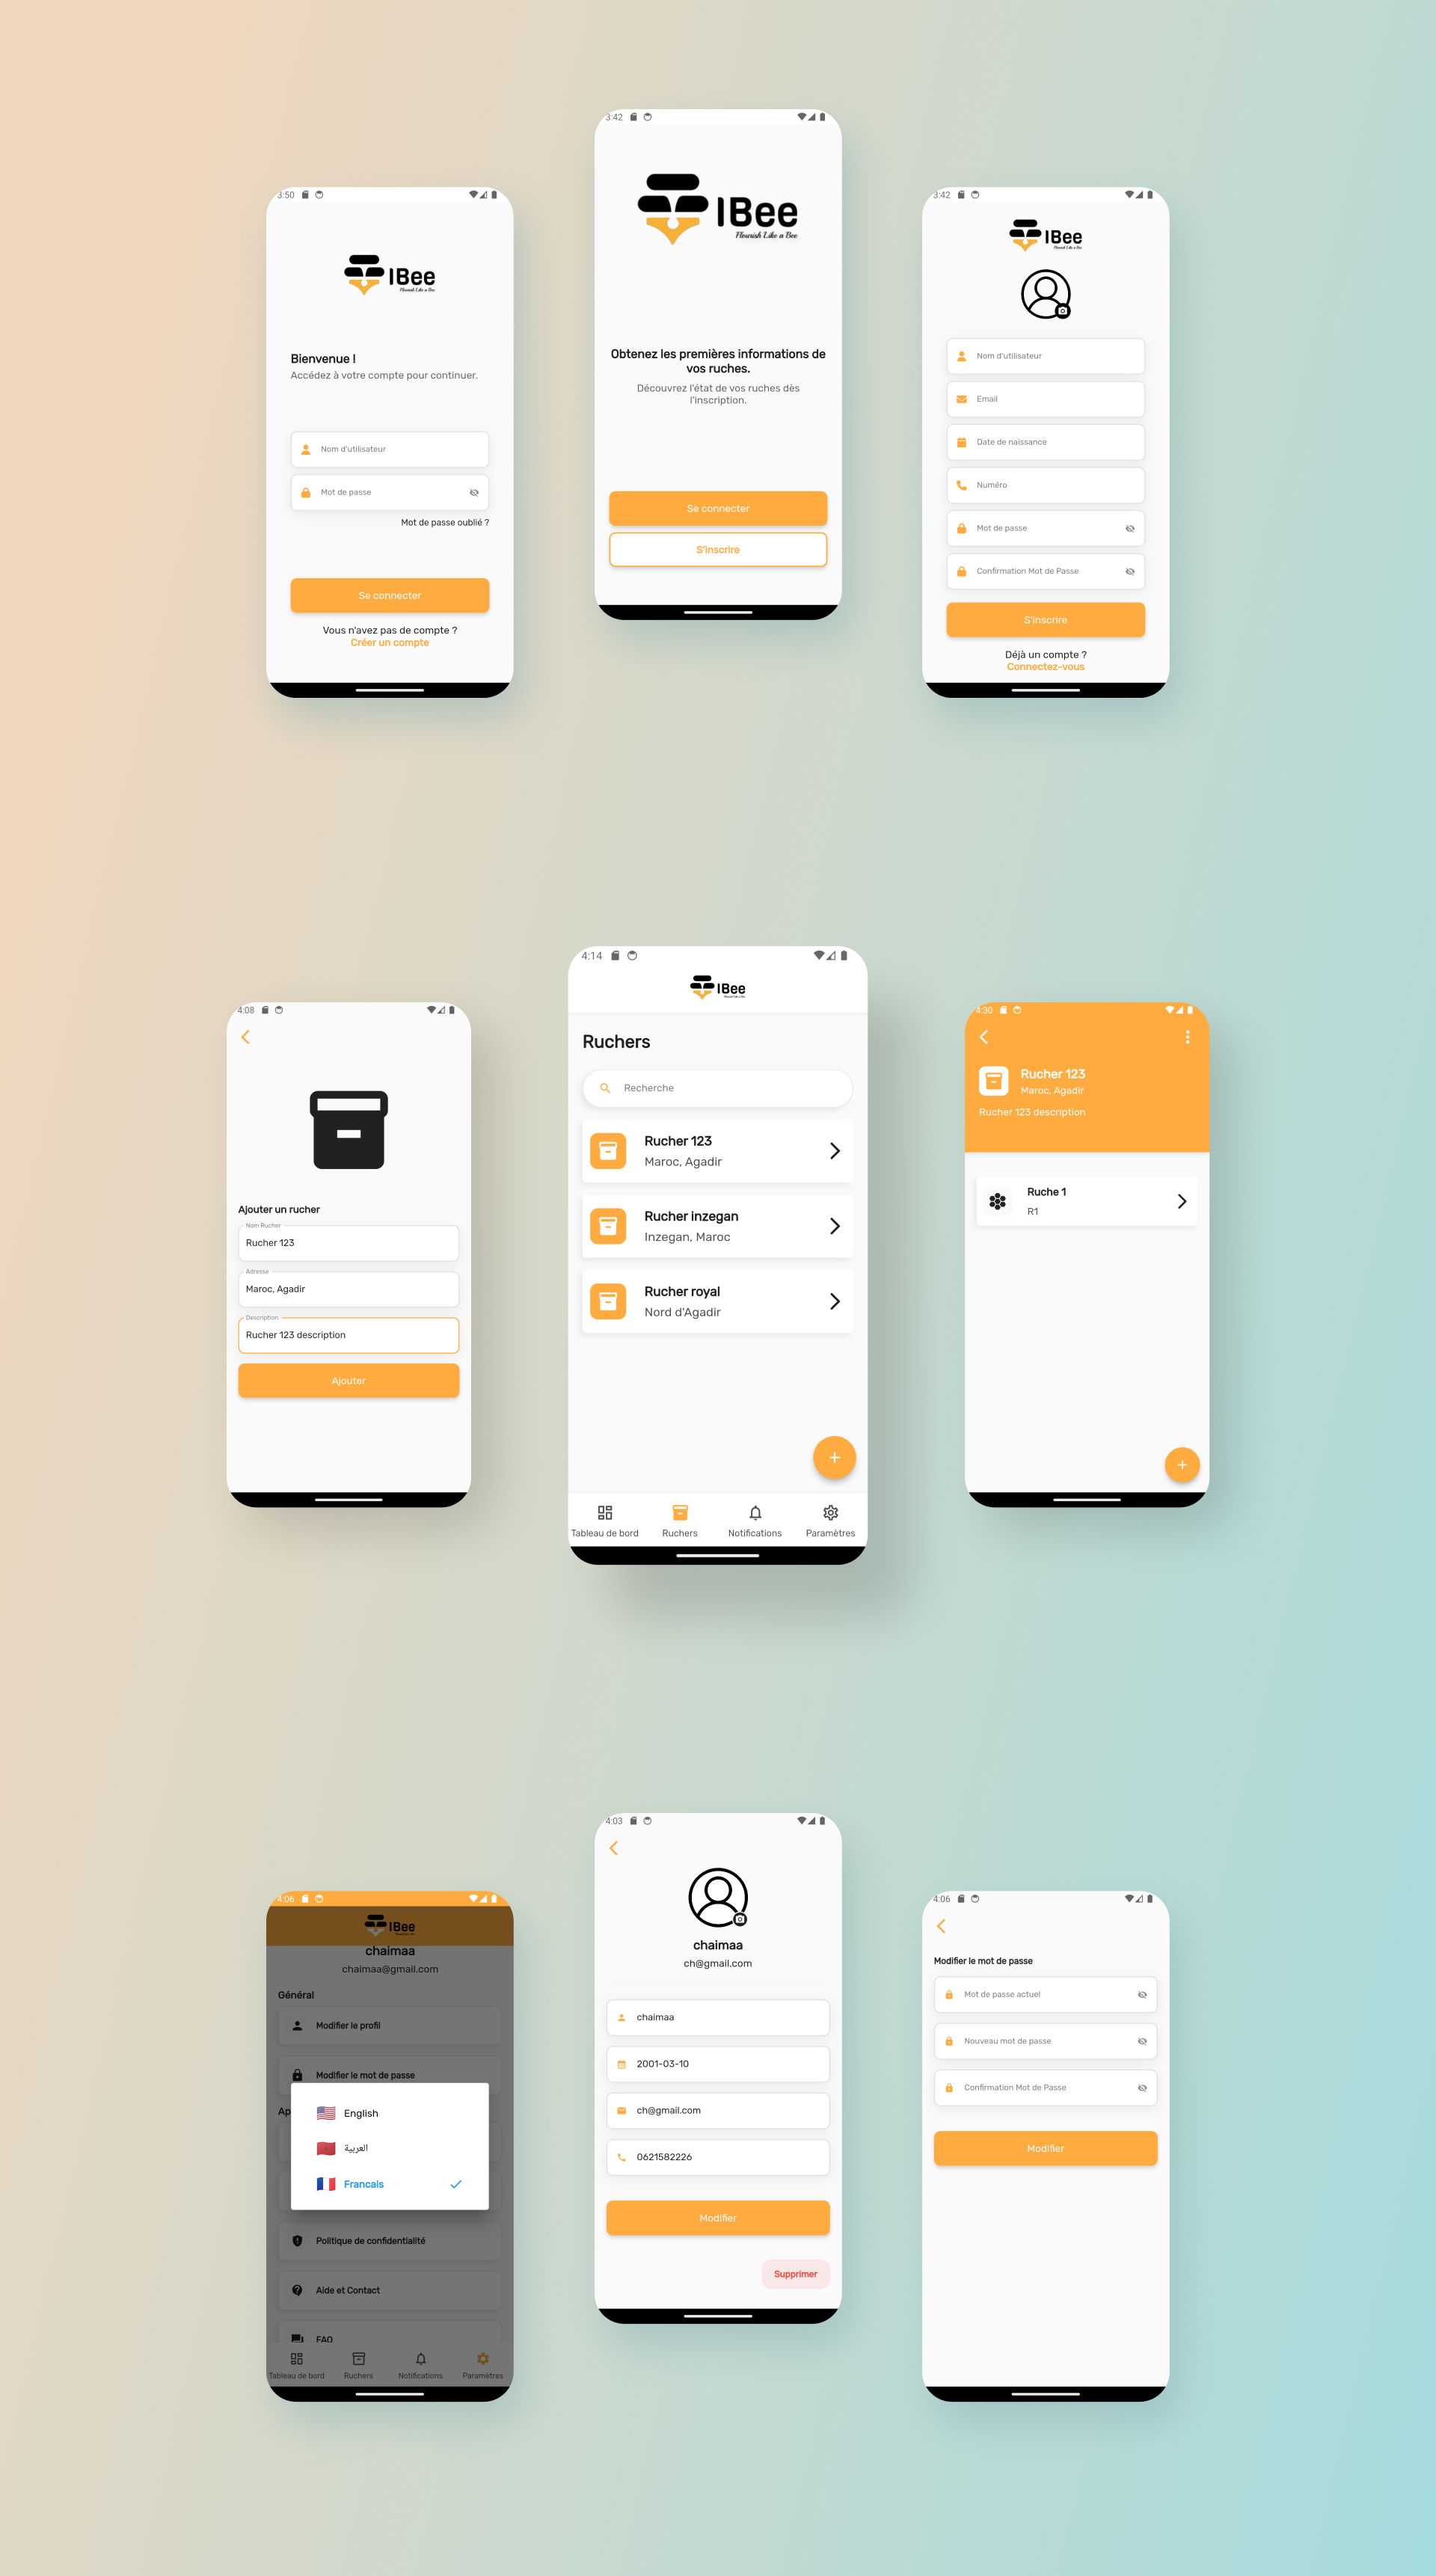 3:50
IBee
Flourish Like a Bee
Bienvenue !
Accédez à votre compte pour continuer.
Nom d'utilisateur
Mot de passe
Mot de passe oublié ?
Se connecter
Vous n'avez pas de compte ?
Créer un compte
3:42
IBee
Flourish Like a Bee
Obtenez les premières informations de
vos ruches.
Découvrez l'état de vos ruches dès
l'inscription.
Se connecter
S'inscrire
3:42
IBee
Flourish Like a Bee
Nom d'utilisateur
Email
Date de naissance
Numéro
Mot de passe
Confirmation Mot de Passe
S'inscrire
Déjà un compte ?
Connectez-vous
4:08
Ajouter un rucher
Nom Rucher
Rucher 123
Adresse
Maroc, Agadir
Description
Rucher 123 description
Ajouter
4:14
IBee
Flourish Like a Bee
Ruchers
Recherche
Rucher 123
Maroc, Agadir
Rucher inzegan
Inzegan, Maroc
Rucher royal
Nord d'Agadir
Tableau de bord
Ruchers
Notifications
Paramètres
4:30
Rucher 123
Maroc, Agadir
Rucher 123 description
Ruche 1
R1
4:06
IBee
chaimaa
chaimaa@gmail.com
Général
Modifier le profil
Modifier le mot de passe
Ap
English
العربية
Francais
Politique de confidentialité
Aide et Contact
FAQ
Tableau de bord
Ruchers
Notifications
Paramètres
4:03
chaimaa
ch@gmail.com
chaimaa
2001-03-10
ch@gmail.com
0621582226
Modifier
Supprimer
4:06
Modifier le mot de passe
Mot de passe actuel
Nouveau mot de passe
Confirmation Mot de Passe
Modifier